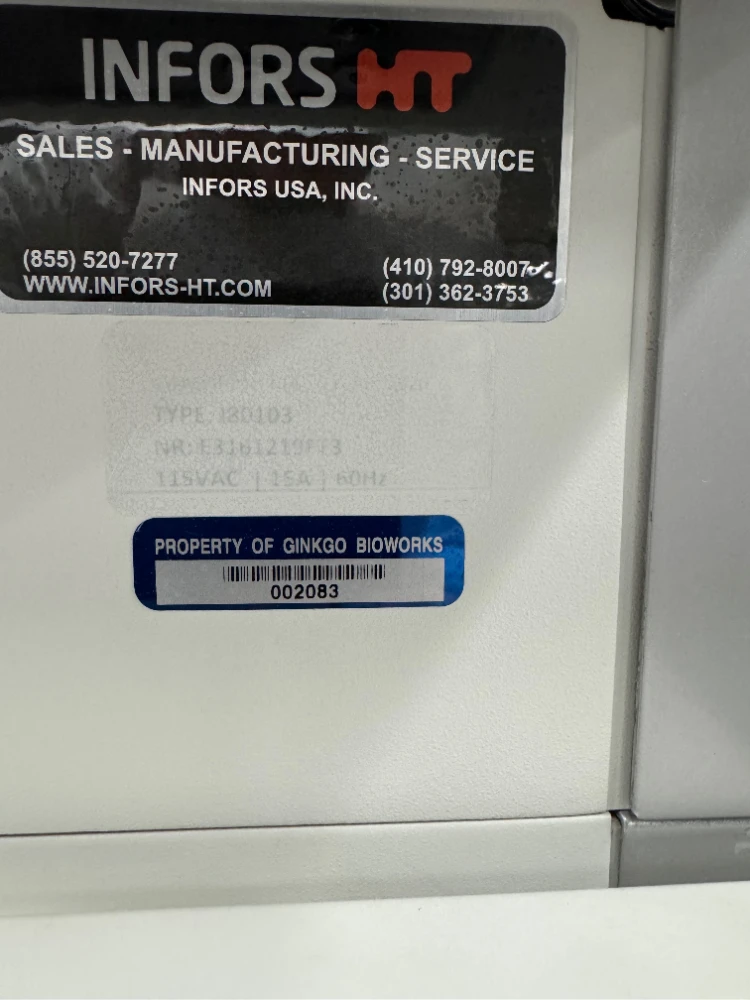 INFORS HT
SALES - MANUFACTURING - SERVICE
INFORS USA, INC.
(855) 520-7277
(410) 792-8007
WWW.INFORS-HT.COM
(301) 362-3753
TYPE
115VAC | 15A | 60Hz
PROPERTY OF GINKGO BIOWORKS
002083